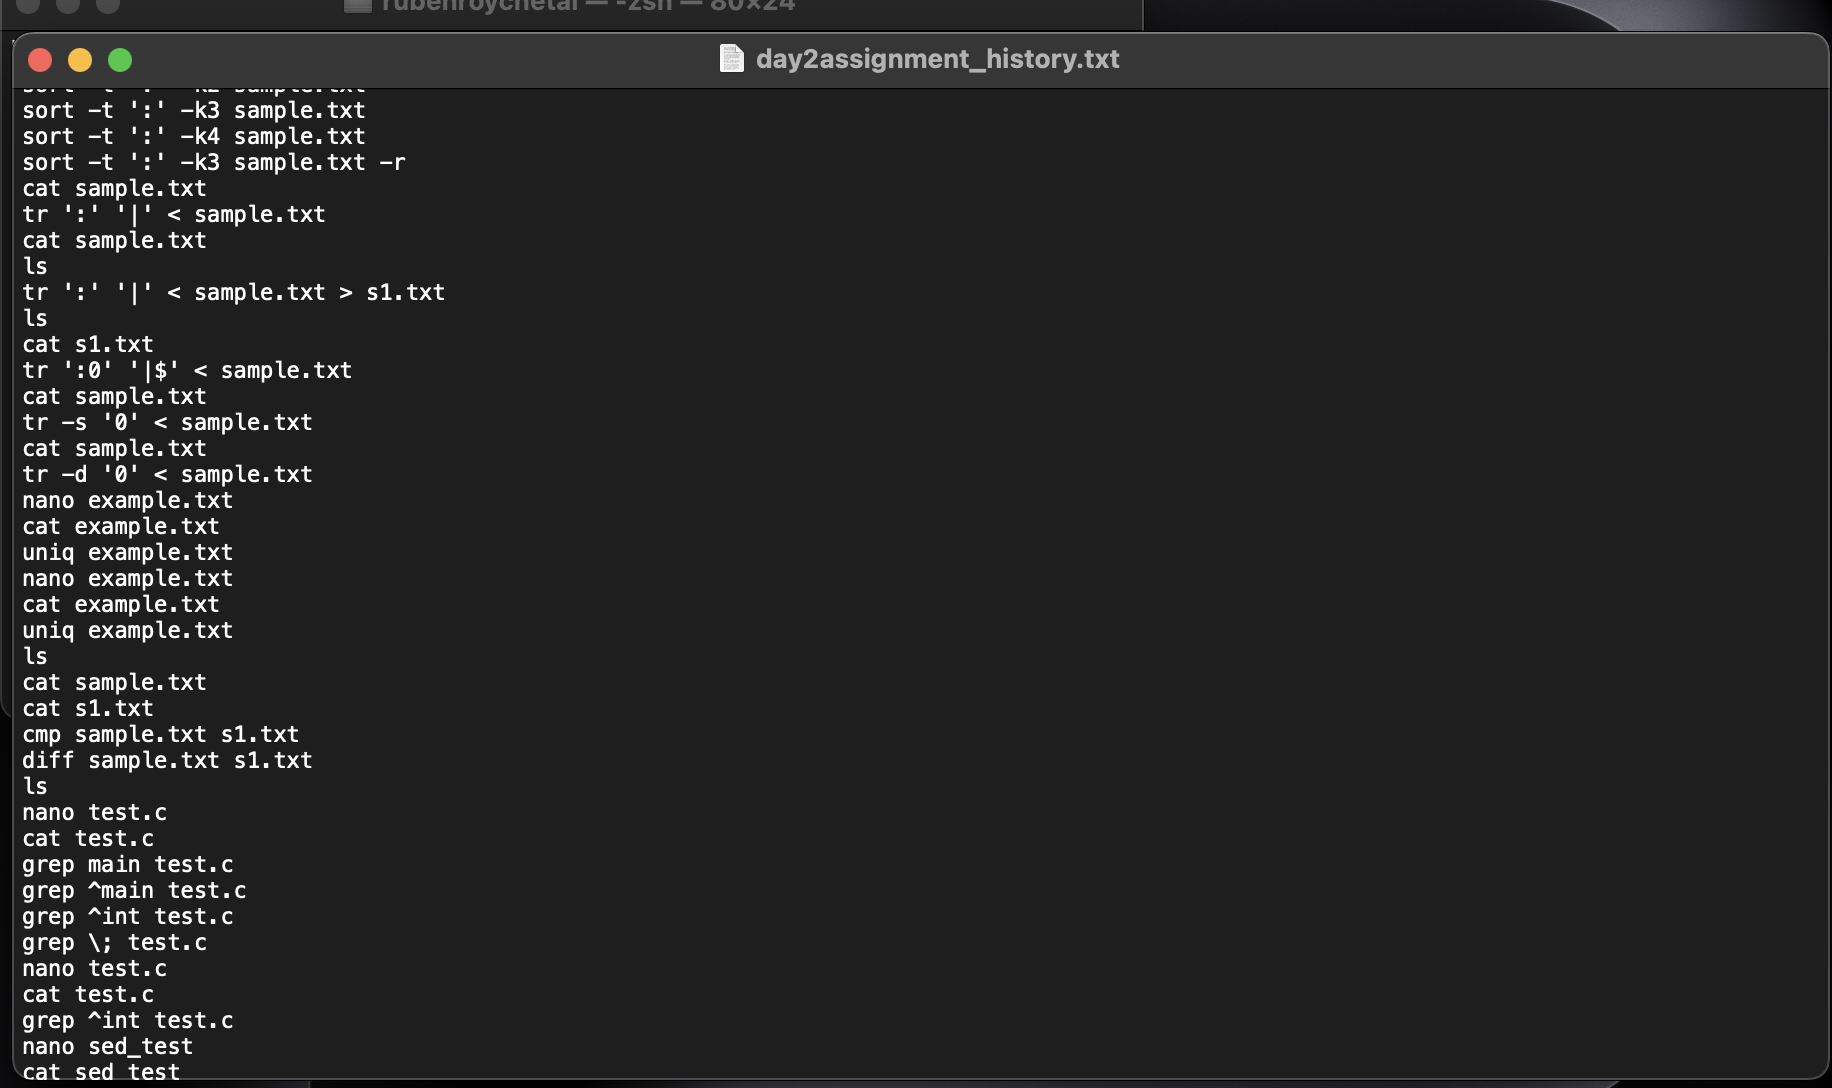 rubenroychetai — -zsh — 80×24
day2assignment_history.txt
sort -t ':' -k2 sample.txt
sort -t ':' -k3 sample.txt
sort -t ':' -k4 sample.txt
sort -t ':' -k3 sample.txt -r
cat sample.txt
tr ':' '|' < sample.txt
cat sample.txt
ls
tr ':' '|' < sample.txt > s1.txt
ls
cat s1.txt
tr ':0' '|$' < sample.txt
cat sample.txt
tr -s '0' < sample.txt
cat sample.txt
tr -d '0' < sample.txt
nano example.txt
cat example.txt
uniq example.txt
nano example.txt
cat example.txt
uniq example.txt
ls
cat sample.txt
cat s1.txt
cmp sample.txt s1.txt
diff sample.txt s1.txt
ls
nano test.c
cat test.c
grep main test.c
grep ^main test.c
grep ^int test.c
grep \; test.c
nano test.c
cat test.c
grep ^int test.c
nano sed_test
cat sed_test